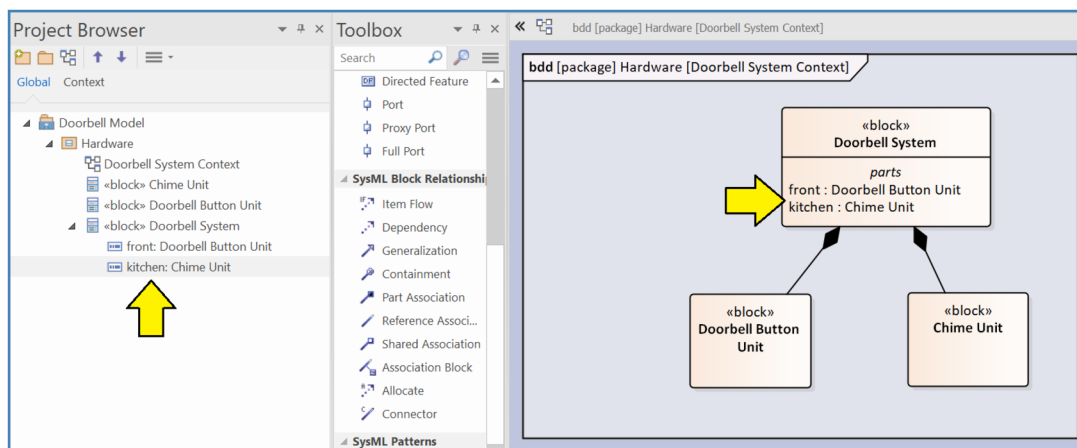 Project Browser
Global Context
Doorbell Model
Hardware
Doorbell System Context
«block» Chime Unit
«block» Doorbell Button Unit
«block» Doorbell System
front: Doorbell Button Unit
kitchen: Chime Unit
Toolbox
Search
Directed Feature
Port
Proxy Port
Full Port
SysML Block Relationshi
Item Flow
Dependency
Generalization
Containment
Part Association
Reference Associ...
Shared Association
Association Block
Allocate
Connector
SysML Patterns
bdd [package] Hardware [Doorbell System Context]
bdd [package] Hardware [Doorbell System Context]
«block»
Doorbell System
parts
front : Doorbell Button Unit
kitchen : Chime Unit
«block»
Doorbell Button
Unit
«block»
Chime Unit